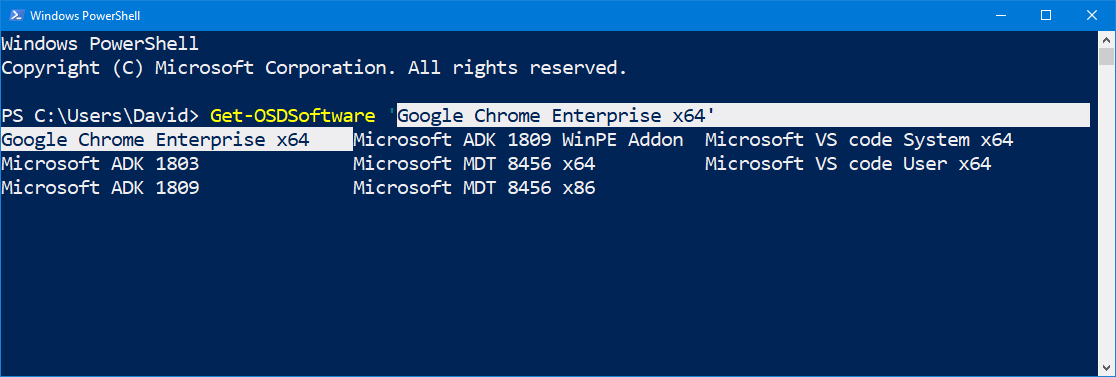 Windows PowerShell
Windows PowerShell
Copyright (C) Microsoft Corporation. All rights reserved.
PS C:\Users\David> Get-OSDSoftware 'Google Chrome Enterprise x64'
Google Chrome Enterprise x64 Microsoft ADK 1809 WinPE Addon Microsoft VS code System x64
Microsoft ADK 1803 Microsoft MDT 8456 x64 Microsoft VS code User x64
Microsoft ADK 1809 Microsoft MDT 8456 x86